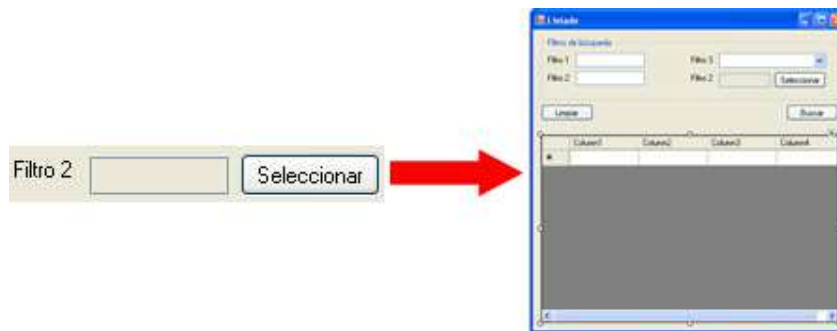 Filtro 2 Seleccionar
Listado
Filtros de búsqueda
Filtro 1 Filtro 3
Filtro 2 Filtro 2 Seleccionar
Limpiar Buscar
Column1 Column2 Column3 Column4